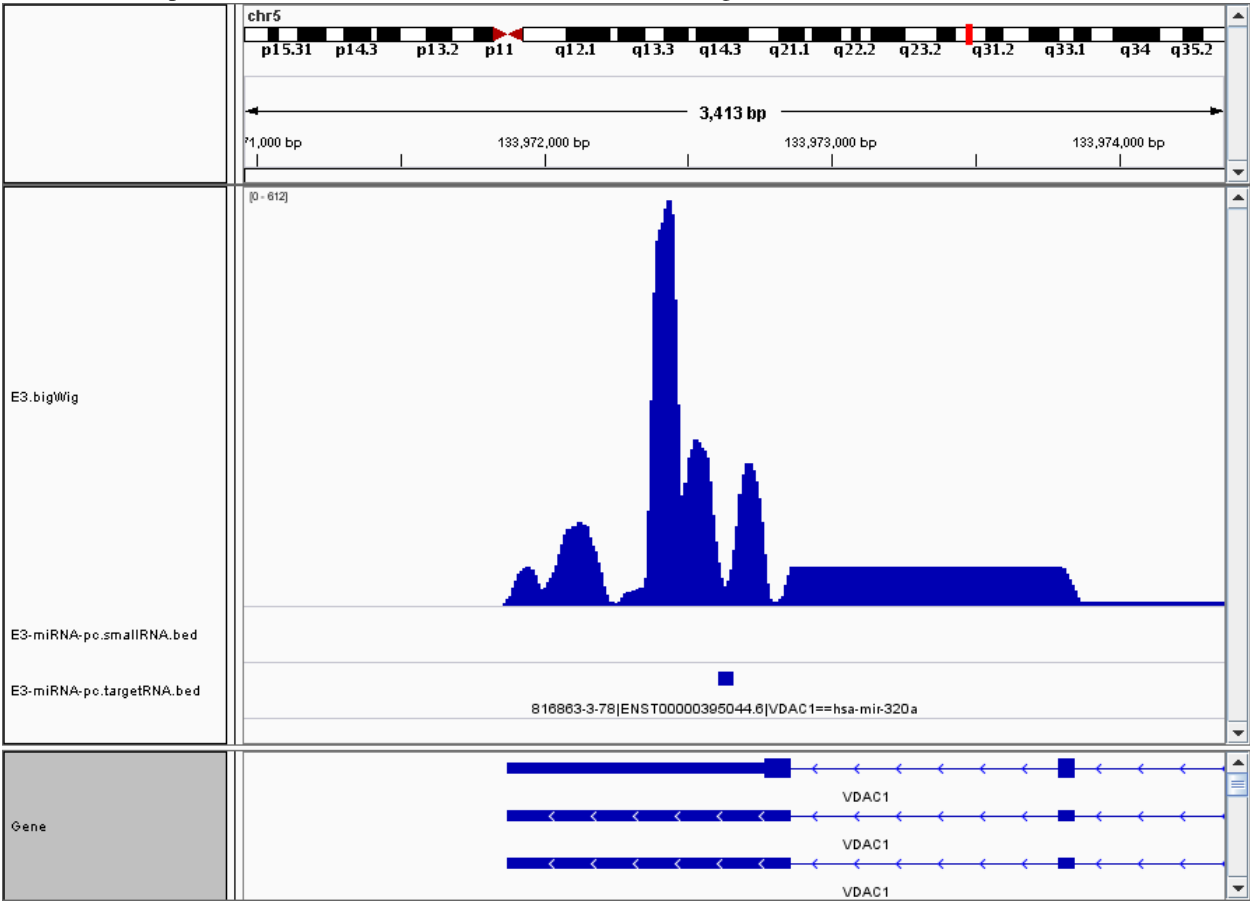 chr5
p15.31 p14.3 p13.2 p11 q12.1 q13.3 q14.3 q21.1 q22.2 q23.2 q31.2 q33.1 q34 q35.2
3,413 bp
71,000 bp 133,972,000 bp 133,973,000 bp 133,974,000 bp
[0 - 612]
E3.bigWig
E3-miRNA-pc.smallRNA.bed
E3-miRNA-pc.targetRNA.bed
816863-3-78|ENST00000395044.6|VDAC1==hsa-mir-320a
VDAC1
Gene
VDAC1
VDAC1